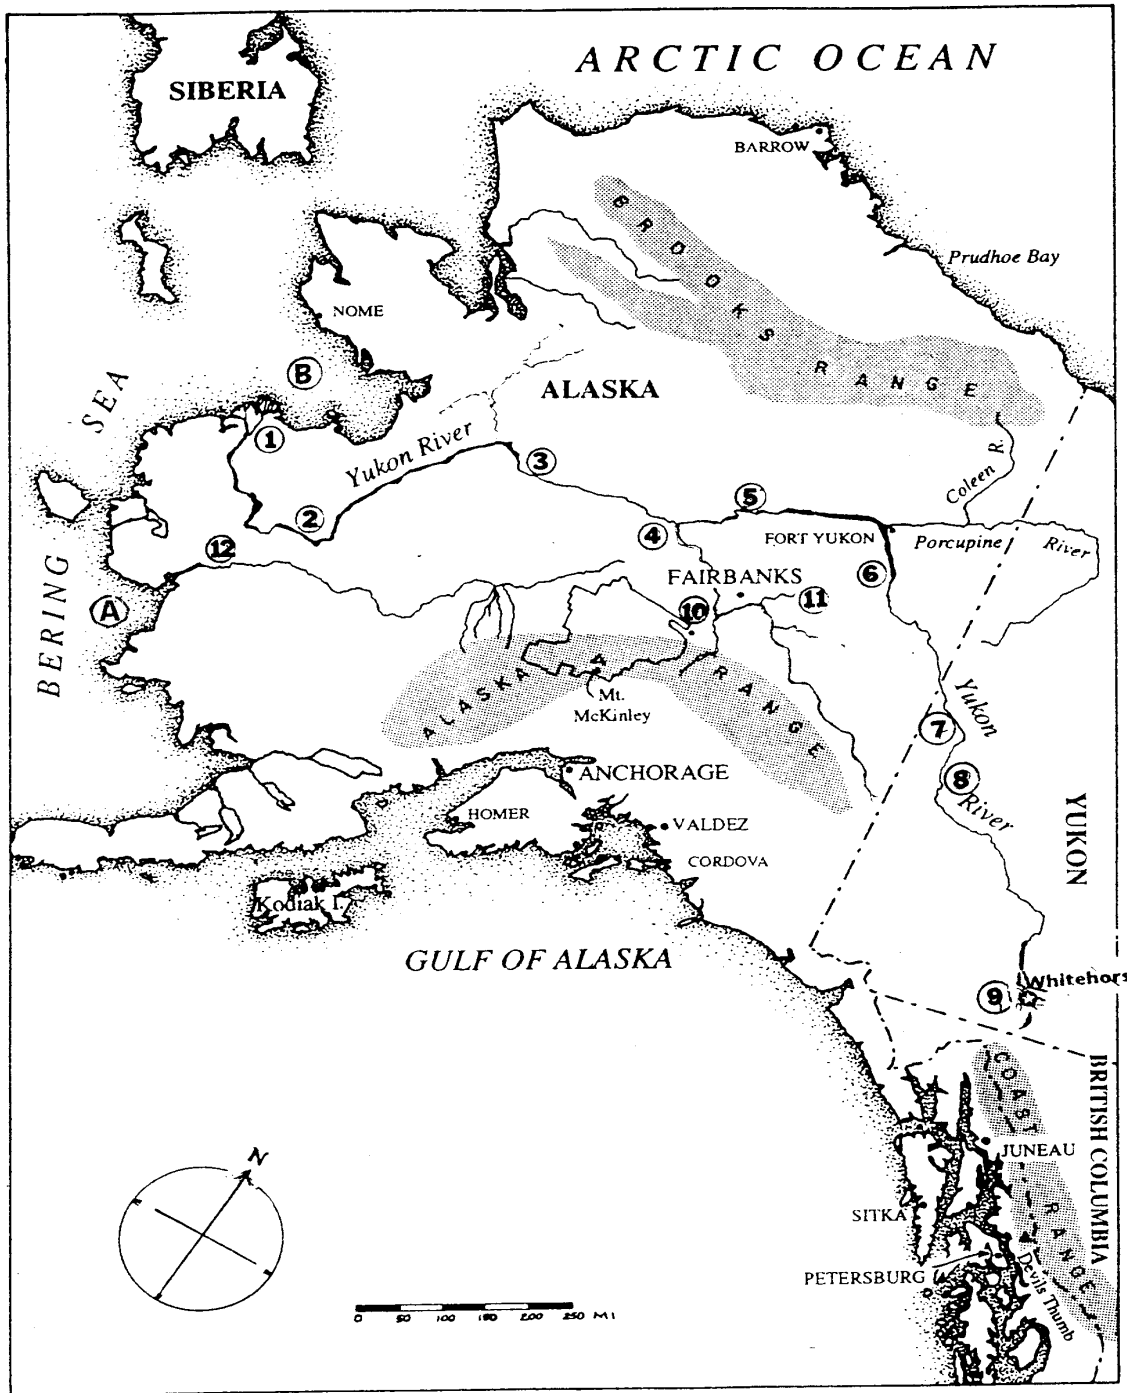 ARCTIC OCEAN
SIBERIA
BARROW
BROOKS RANGE
Prudhoe Bay
NOME
B
SEA
ALASKA
1
Yukon River
3
Coleen R.
2
5
4
12
FORT YUKON
Porcupine River
BERING
A
FAIRBANKS
6
10
11
ALASKA RANGE
Mt.
McKinley
Yukon
7
8
River
ANCHORAGE
HOMER
VALDEZ
YUKON
CORDOVA
Kodiak I.
GULF OF ALASKA
9
Whitehors
COAST RANGE
BRITISH COLUMBIA
N
JUNEAU
SITKA
PETERSBURG
Devils Thumb
0 50 100 150 200 250 MI